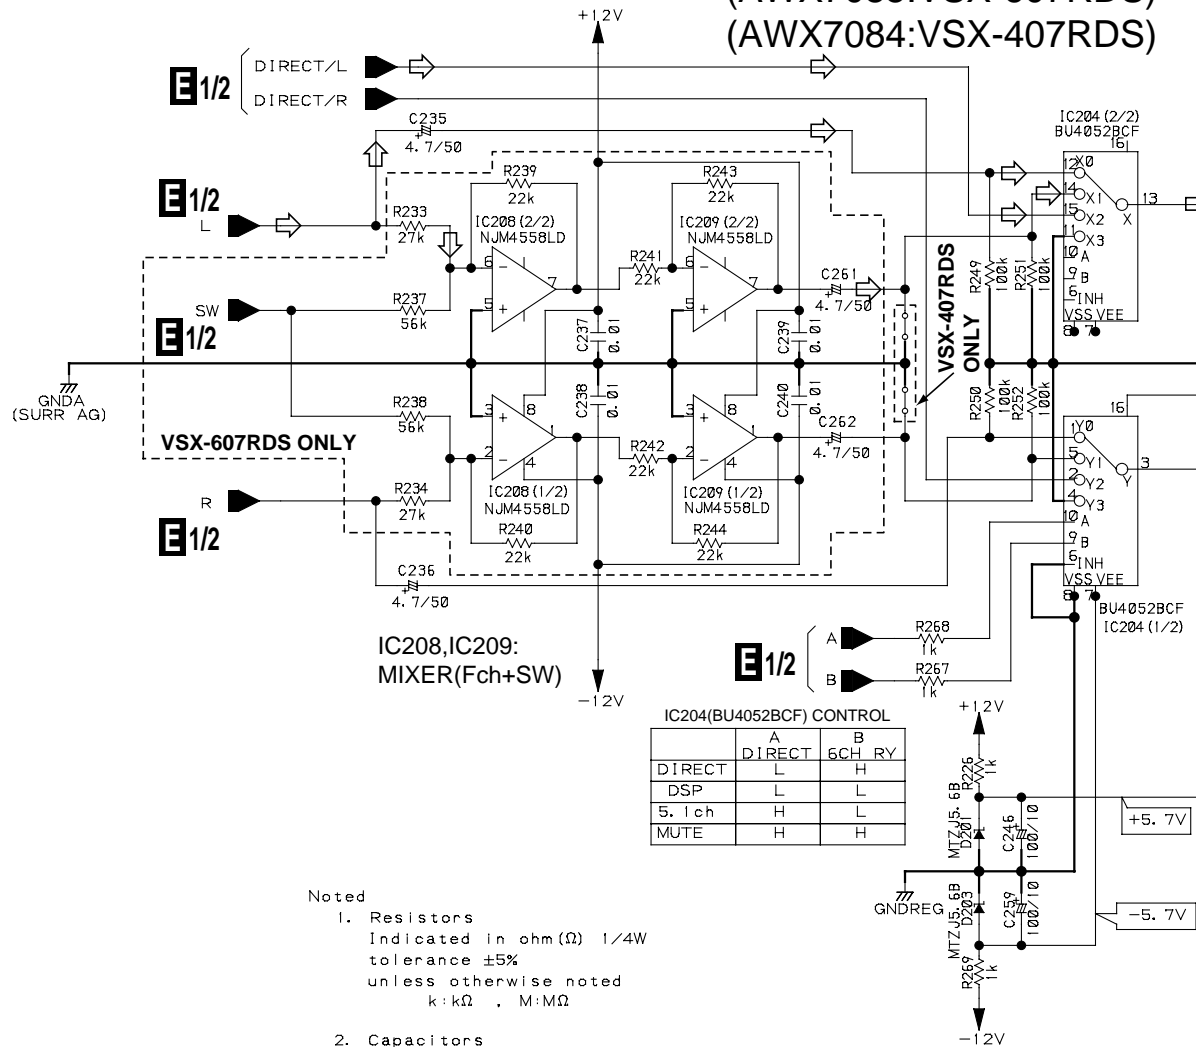 (AWX7084:VSX-407RDS)
+12V
E 1/2
DIRECT/L
DIRECT/R
C235
4.7/50
E 1/2
L
R233
27k
R239
22k
IC208(2/2)
NJM4558LD
6
5
7
R241
22k
R243
22k
IC209(2/2)
NJM4558LD
6
5
7
C261
4.7/50
SW
E 1/2
R237
56k
C237
0.01
C239
0.01
VSX-407RDS
ONLY
IC204(2/2)
BU4052BCF
16
12 X0
14 X1
15 X2
11 X3
10 A
9 B
6 INH
VSS VEE
8 7
X
13
R249
100k
R251
100k
GNDA
(SURR AG)
R238
56k
VSX-607RDS ONLY
3
2
8
1
4
C238
0.01
R242
22k
3
2
8
1
4
C240
0.01
C262
4.7/50
R250
100k
R252
100k
16
1 Y0
5 Y1
2 Y2
4 Y3
10 A
9 B
6 INH
VSS VEE
8 7
Y
3
BU4052BCF
IC204(1/2)
R
E 1/2
R234
27k
IC208(1/2)
NJM4558LD
IC209(1/2)
NJM4558LD
R240
22k
R244
22k
C236
4.7/50
IC208,IC209:
MIXER(Fch+SW)
-12V
E 1/2
A
R268
1k
B
R267
1k
IC204(BU4052BCF) CONTROL
A DIRECT B 6CH RY
DIRECT L H
DSP L L
5.1ch H L
MUTE H H
+12V
R226
1k
MTZJ5.6B
D201
C246
100/10
+5.7V
GNDREG
MTZJ5.6B
D203
C259
100/10
-5.7V
R269
1k
-12V
Noted
1. Resistors
Indicated in ohm(Ω) 1/4W
tolerance ±5%
unless otherwise noted
k:kΩ , M:MΩ
2. Capacitors